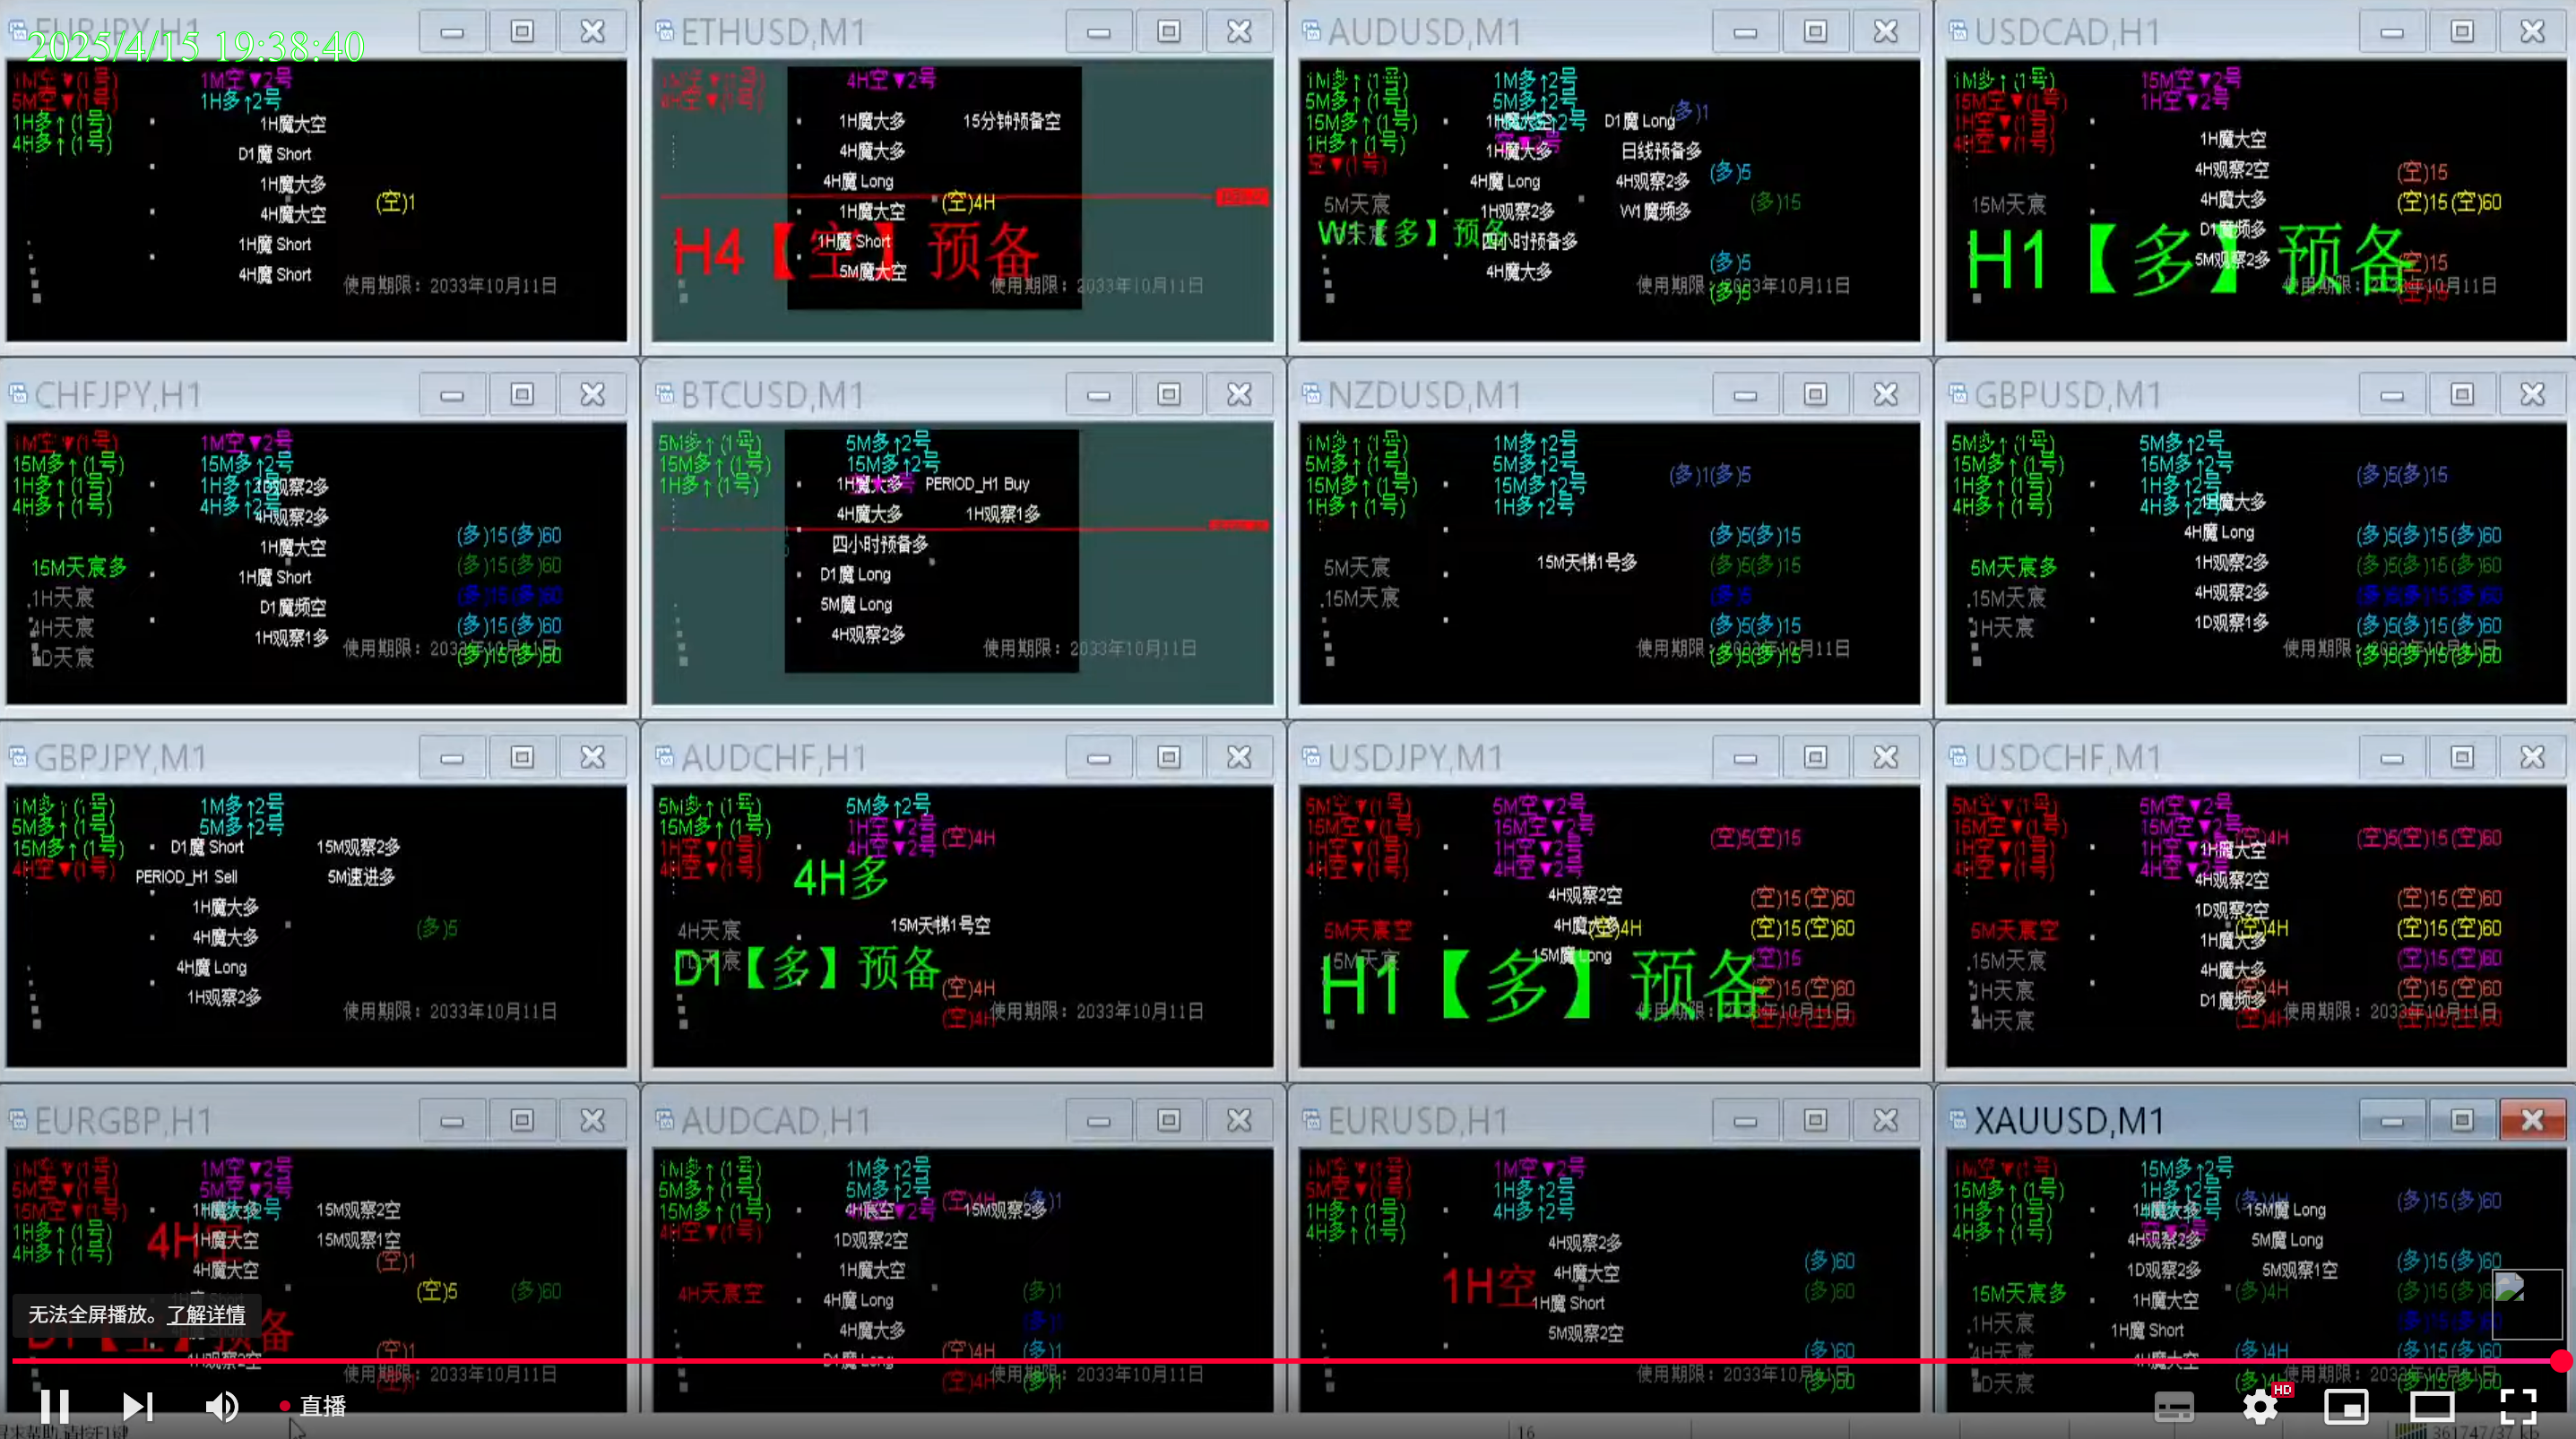 EURJPY,H1
2025/4/15 19:38:40
1M空▼(1号)
5M空▼(1号)
1H多↑(1号)
4H多↑(1号)
1M空▼2号
1H多↑2号
1H魔大空
D1魔 Short
1H魔大多
4H魔大空
1H魔 Short
4H魔 Short
(空)1
使用期限：2033年10月11日
ETHUSD,M1
4H空▼(1号)
4H空▼2号
1H魔大多
15分钟预备空
4H魔大多
4H魔 Long
1H魔大空
(空)4H
1H魔 Short
5M魔大空
H4【空】预备
使用期限：2033年10月11日
AUDUSD,M1
1M多↑(1号)
5M多↑(1号)
15M多↑(1号)
1H多↑(1号)
空▼(1号)
1M多↑2号
5M多↑2号
1H魔大空
D1魔 Long
(多)1
1H魔大多
日线预备多
4H魔 Long
4H观察2多
(多)5
5M天宸
1H观察2多
W1魔频多
(多)15
W1【多】预备
四小时预备多
4H魔大多
(多)5
(多)5
使用期限：2033年10月11日
USDCAD,H1
1M多↑(1号)
15M空▼(1号)
1H空▼(1号)
4H空▼(1号)
15M空▼2号
1H空▼2号
1H魔大空
4H观察2空
4H魔大多
D1魔频多
5M观察2多
(空)15
(空)15(空)60
15M天宸
(空)15
(空)15
H1【多】预备
使用期限：2033年10月11日
CHFJPY,H1
1M空▼(1号)
15M多↑(1号)
1H多↑(1号)
4H多↑(1号)
1M空▼2号
15M多↑2号
1H多↑2号
4H多↑2号
1D观察2多
4H观察2多
1H魔大空
1H魔 Short
D1魔频空
1H观察1多
(多)15(多)60
(多)15(多)60
(多)15(多)60
(多)15(多)60
(多)15(多)60
15M天宸多
1H天宸
4H天宸
1D天宸
使用期限：2033年10月11日
BTCUSD,M1
5M多↑(1号)
15M多↑(1号)
1H多↑(1号)
5M多↑2号
15M多↑2号
1H魔大多
PERIOD_H1 Buy
4H魔大多
1H观察1多
四小时预备多
D1魔 Long
5M魔 Long
4H观察2多
使用期限：2033年10月11日
NZDUSD,M1
1M多↑(1号)
5M多↑(1号)
15M多↑(1号)
1H多↑(1号)
1M多↑2号
5M多↑2号
15M多↑2号
1H多↑2号
(多)1(多)5
(多)5(多)15
15M天梯1号多
(多)5(多)15
(多)5
(多)5(多)15
(多)5(多)15
5M天宸
15M天宸
使用期限：2033年10月11日
GBPUSD,M1
5M多↑(1号)
15M多↑(1号)
1H多↑(1号)
4H多↑(1号)
5M多↑2号
15M多↑2号
1H多↑2号
4H多↑2号
1H魔大多
4H魔 Long
1H观察2多
4H观察2多
1D观察1多
(多)5(多)15
(多)5(多)15(多)60
(多)5(多)15(多)60
(多)5(多)15(多)60
(多)5(多)15(多)60
(多)5(多)15(多)60
5M天宸多
15M天宸
1H天宸
使用期限：2033年10月11日
GBPJPY,M1
1M多↑(1号)
5M多↑(1号)
15M多↑(1号)
4H空▼(1号)
1M多↑2号
5M多↑2号
D1魔 Short
15M观察2多
PERIOD_H1 Sell
5M速进多
1H魔大多
4H魔大多
4H魔 Long
1H观察2多
(多)5
使用期限：2033年10月11日
AUDCHF,H1
5M多↑(1号)
15M多↑(1号)
1H空▼(1号)
4H空▼(1号)
5M多↑2号
1H空▼2号
4H空▼2号
(空)4H
4H多
15M天梯1号空
4H天宸
1D天宸
D1【多】预备
(空)4H
(空)4H
使用期限：2033年10月11日
USDJPY,M1
5M空▼(1号)
15M空▼(1号)
1H空▼(1号)
4H空▼(1号)
5M空▼2号
15M空▼2号
1H空▼2号
4H空▼2号
(空)5(空)15
4H观察2空
(空)15(空)60
4H魔大多
(空)4H
(空)15(空)60
15M魔 Long
(空)15
(空)15(空)60
5M天宸空
15M天宸
H1【多】预备
使用期限：2033年10月11日
USDCHF,M1
5M空▼(1号)
15M空▼(1号)
1H空▼(1号)
4H空▼(1号)
5M空▼2号
15M空▼2号
1H空▼2号
4H空▼2号
(空)4H
(空)5(空)15(空)60
1H魔大空
4H观察2空
1D观察2空
1H魔大多
4H魔大多
D1魔频多
(空)15(空)60
(空)4H
(空)15(空)60
(空)15(空)60
(空)4H
(空)15(空)60
(空)4H
(空)15(空)60
5M天宸空
15M天宸
1H天宸
4H天宸
使用期限：2033年10月11日
EURGBP,H1
1M空▼(1号)
5M空▼(1号)
15M空▼(1号)
1H多↑(1号)
4H多↑(1号)
1M空▼2号
5M空▼2号
1H魔大多
15M观察2空
1H魔大空
15M观察1空
4H魔大空
4H空
(空)1
(空)5
(多)60
(空)1
D1【空】预备
1H观察2空
使用期限：2033年10月11日
无法全屏播放。了解详情
AUDCAD,H1
1M多↑(1号)
5M多↑(1号)
15M多↑(1号)
4H空▼(1号)
1M多↑2号
5M多↑2号
(空)4H
(多)1
4H宸空
15M观察2多
1D观察2空
1H魔大空
4H魔 Long
4H魔大多
D1魔 Long
4H天宸空
(多)1
(空)4H
(多)1
(空)4H
(多)1
使用期限：2033年10月11日
EURUSD,H1
1M空▼(1号)
5M空▼(1号)
1H多↑(1号)
4H多↑(1号)
1M空▼2号
1H多↑2号
4H多↑2号
4H观察2多
4H魔大空
1H魔 Short
5M观察2空
1H空
(多)60
(多)60
(多)60
(多)60
使用期限：2033年10月11日
XAUUSD,M1
1M空▼(1号)
15M多↑(1号)
1H多↑(1号)
4H多↑(1号)
15M多↑2号
1H多↑2号
(多)4H
(多)15(多)60
1H魔大多
15M魔 Long
4H观察2多
5M魔 Long
1D观察2多
5M观察1空
1H魔大空
1H魔 Short
4H魔大空
(多)15(多)60
(多)4H
(多)4H
(多)15(多)60
15M天宸多
1H天宸
4H天宸
1D天宸
使用期限：2033年10月11日
直播
HD
16
361747/37 kb